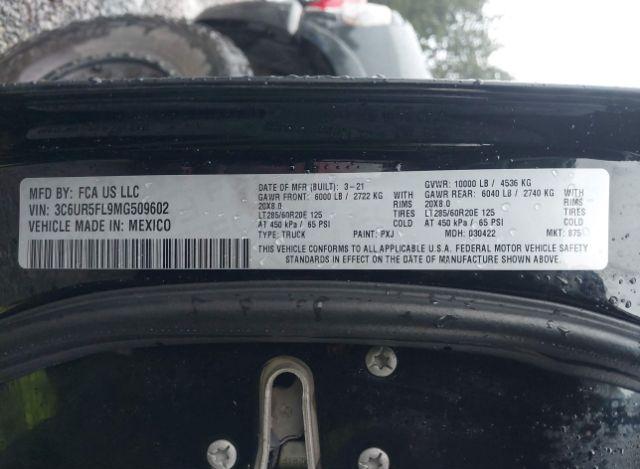 MFD BY: FCA US LLC
VIN: 3C6UR5FL9MG509602
VEHICLE MADE IN: MEXICO
DATE OF MFR (BUILT): 3-21
GAWR FRONT: 6000 LB / 2722 KG
20X8.0
LT285/60R20E 125
AT 450 kPa / 65 PSI
TYPE: TRUCK
WITH
RIMS
TIRES
COLD
PAINT: PXJ
GVWR: 10000 LB / 4536 KG
GAWR REAR: 6040 LB / 2740 KG
20X8.0
LT285/60R20E 125
AT 450 kPa / 65 PSI
MDH: 030422
WITH
RIMS
TIRES
COLD
MKT: 875
THIS VEHICLE CONFORMS TO ALL APPLICABLE U.S.A. FEDERAL MOTOR VEHICLE SAFETY
STANDARDS IN EFFECT ON THE DATE OF MANUFACTURE SHOWN ABOVE.